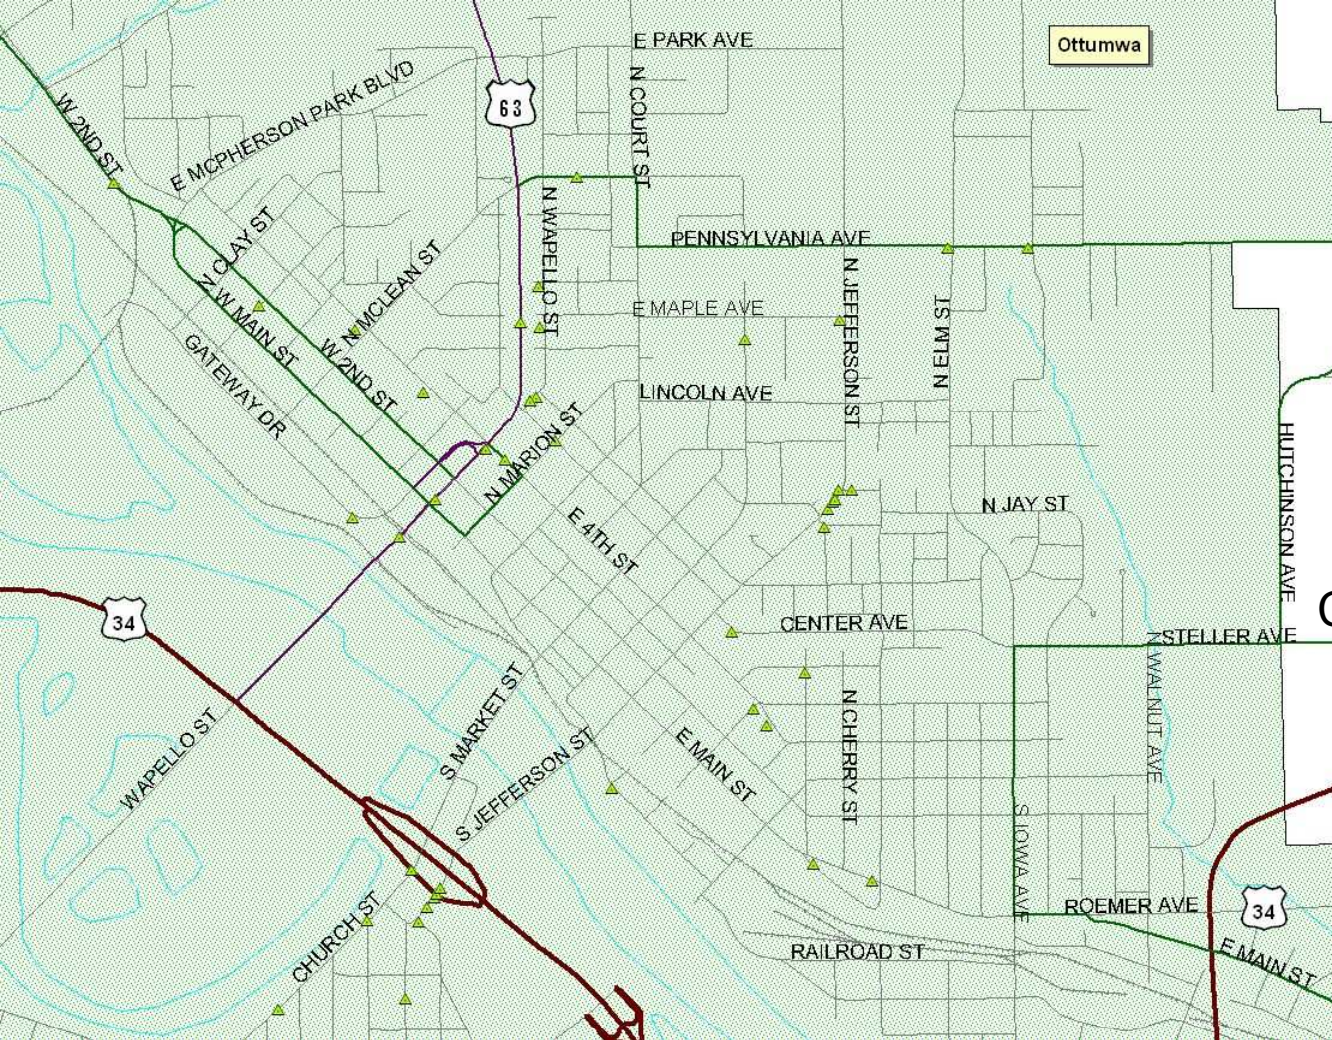 E PARK AVE
Ottumwa
E MCPHERSON PARK BLVD
63
N COURT ST
W 2ND ST
N WAPELLO ST
N CLAY ST
PENNSYLVANIA AVE
N MCLEAN ST
N JEFFERSON ST
N W MAIN ST
E MAPLE AVE
N ELM ST
GATEWAY DR
W 2ND ST
LINCOLN AVE
N MARION ST
HUTCHINSON AVE
N JAY ST
E 4TH ST
34
CENTER AVE
STELLER AVE
N WALNUT AVE
S MARKET ST
WAPELLO ST
N CHERRY ST
S JEFFERSON ST
E MAIN ST
S IOWA AVE
CHURCH ST
ROEMER AVE
34
RAILROAD ST
E MAIN ST